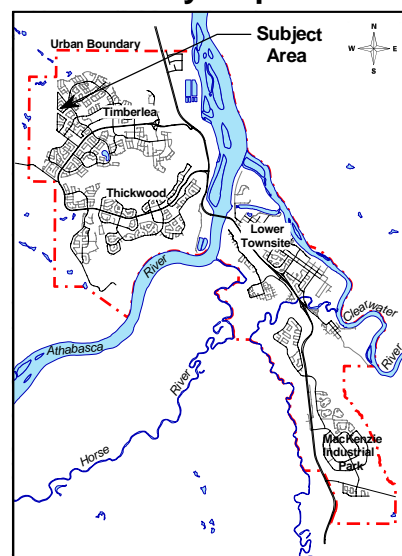 Urban Boundary
Subject
Area
N
W E
S
Timberlea
Thickwood
Lower
Townsite
River
Athabasca
Clearwater
River
River
Horse
MacKenzie
Industrial
Park